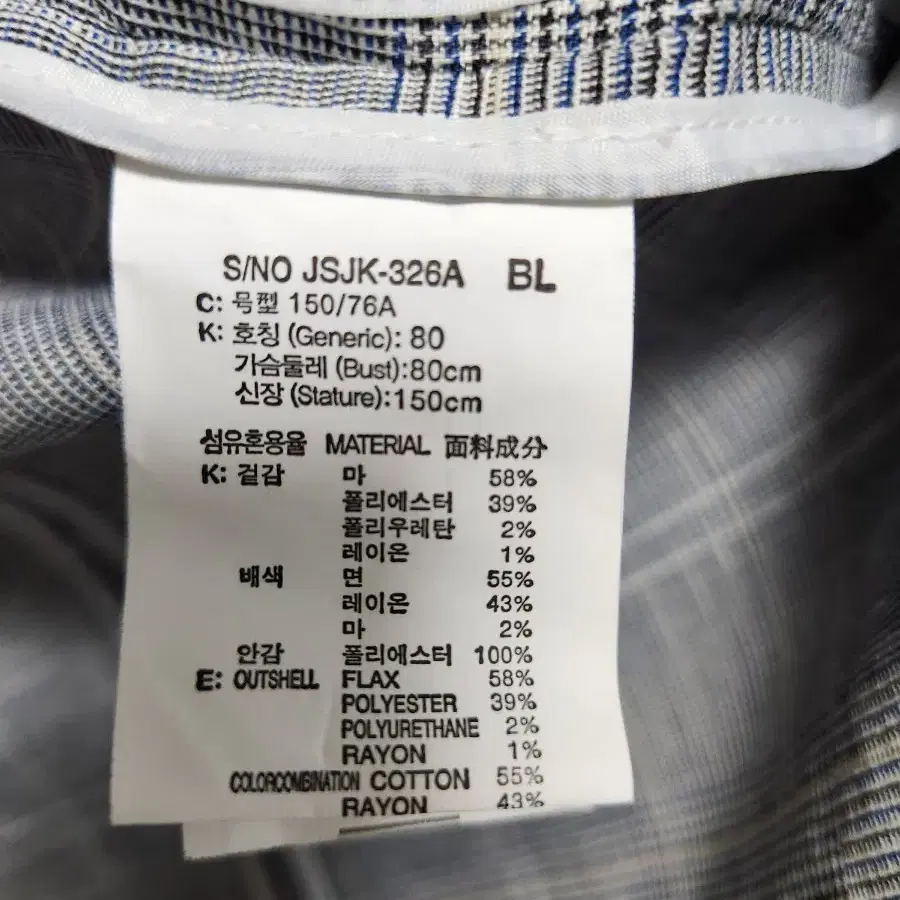 S/NO JSJK-326A BL
C: 号型 150/76A
K: 호칭 (Generic): 80
가슴둘레 (Bust):80cm
신장 (Stature):150cm
섬유혼용율 MATERIAL 面料成分
K: 겉감 마 58%
폴리에스터 39%
폴리우레탄 2%
레이온 1%
배색 면 55%
레이온 43%
마 2%
안감 폴리에스터 100%
E: OUTSHELL FLAX 58%
POLYESTER 39%
POLYURETHANE 2%
RAYON 1%
COLORCOMBINATION COTTON 55%
RAYON 43%